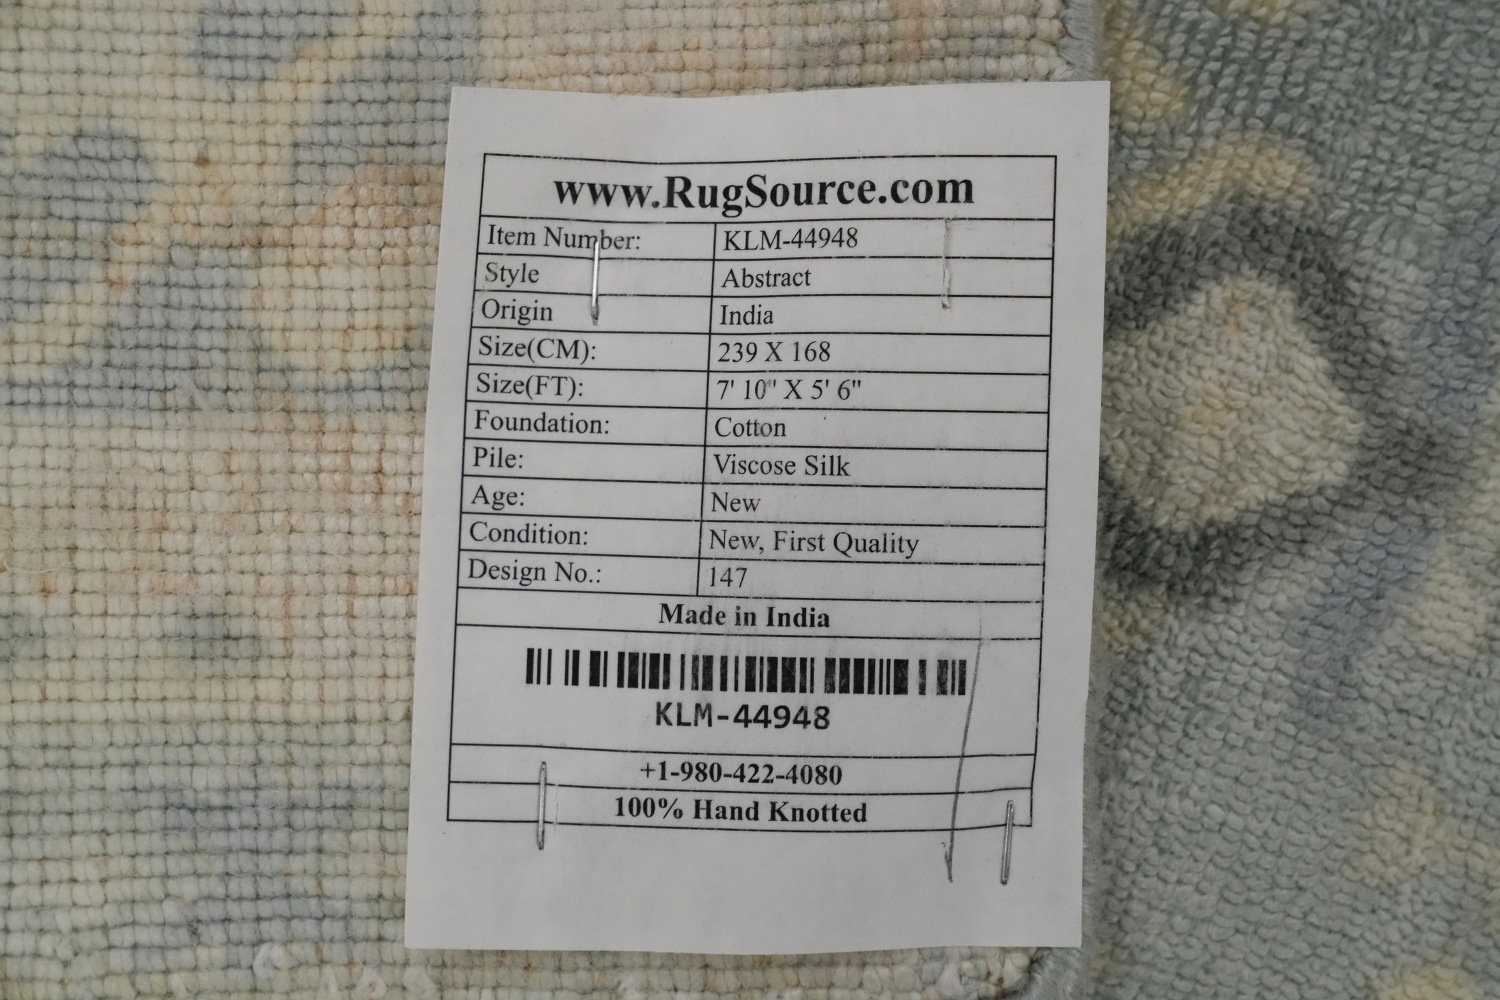 www.RugSource.com
Item Number: KLM-44948
Style Abstract
Origin India
Size(CM): 239 X 168
Size(FT): 7' 10" X 5' 6"
Foundation: Cotton
Pile: Viscose Silk
Age: New
Condition: New, First Quality
Design No.: 147
Made in India
KLM-44948
+1-980-422-4080
100% Hand Knotted